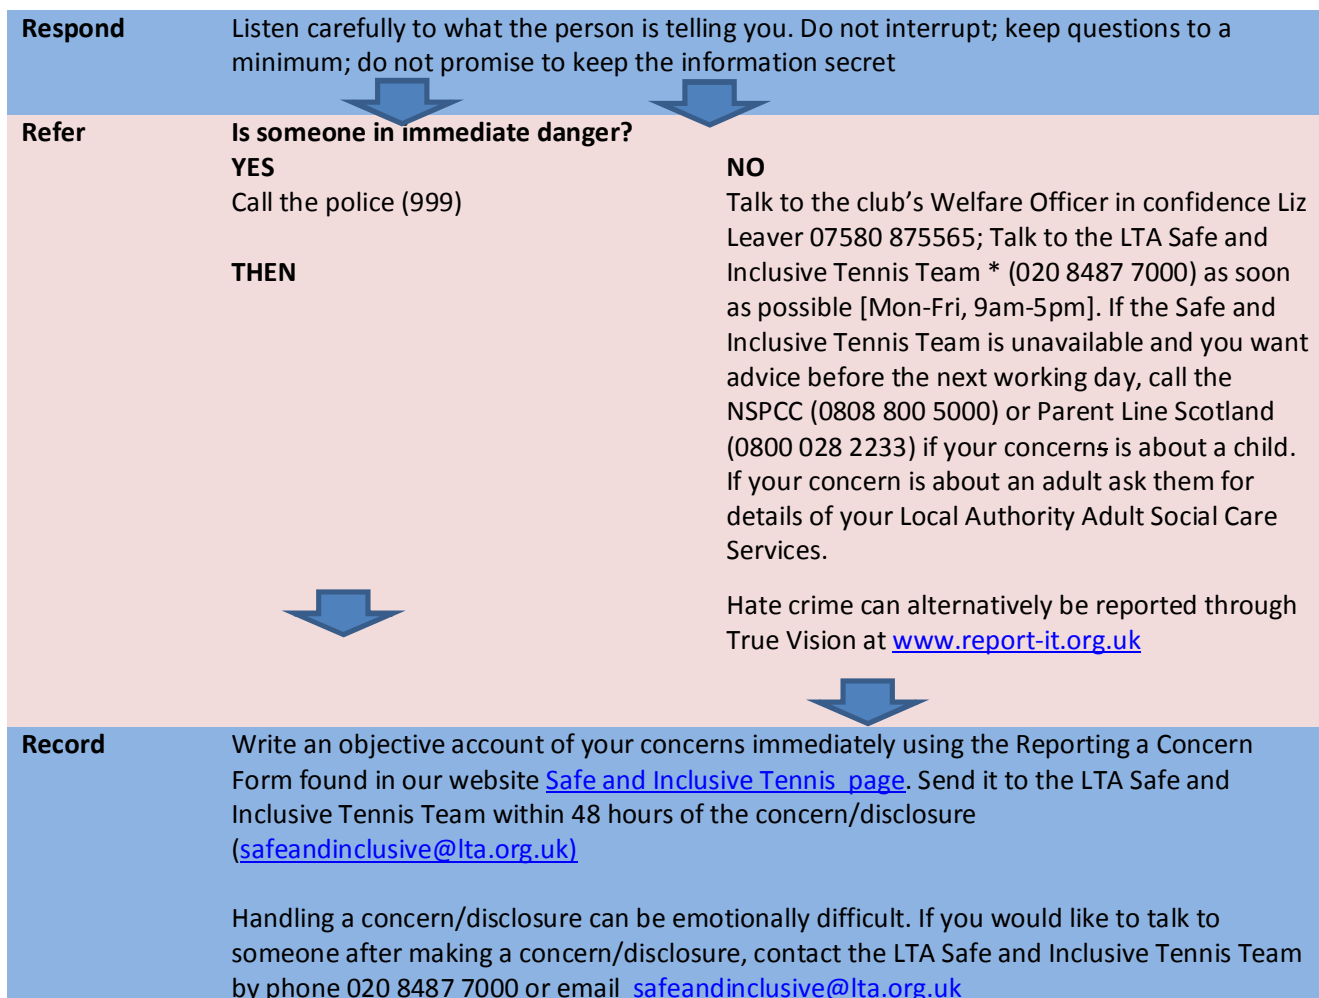 Respond
Listen carefully to what the person is telling you. Do not interrupt; keep questions to a
minimum; do not promise to keep the information secret
Refer
Is someone in immediate danger?
YES
Call the police (999)
THEN
NO
Talk to the club's Welfare Officer in confidence Liz
Leaver 07580 875565; Talk to the LTA Safe and
Inclusive Tennis Team * (020 8487 7000) as soon
as possible [Mon-Fri, 9am-5pm]. If the Safe and
Inclusive Tennis Team is unavailable and you want
advice before the next working day, call the
NSPCC (0808 800 5000) or Parent Line Scotland
(0800 028 2233) if your concerns is about a child.
If your concern is about an adult ask them for
details of your Local Authority Adult Social Care
Services.
Hate crime can alternatively be reported through
True Vision at www.report-it.org.uk
Record
Write an objective account of your concerns immediately using the Reporting a Concern
Form found in our website Safe and Inclusive Tennis page. Send it to the LTA Safe and
Inclusive Tennis Team within 48 hours of the concern/disclosure
(safeandinclusive@lta.org.uk)
Handling a concern/disclosure can be emotionally difficult. If you would like to talk to
someone after making a concern/disclosure, contact the LTA Safe and Inclusive Tennis Team
by phone 020 8487 7000 or email safeandinclusive@lta.org.uk